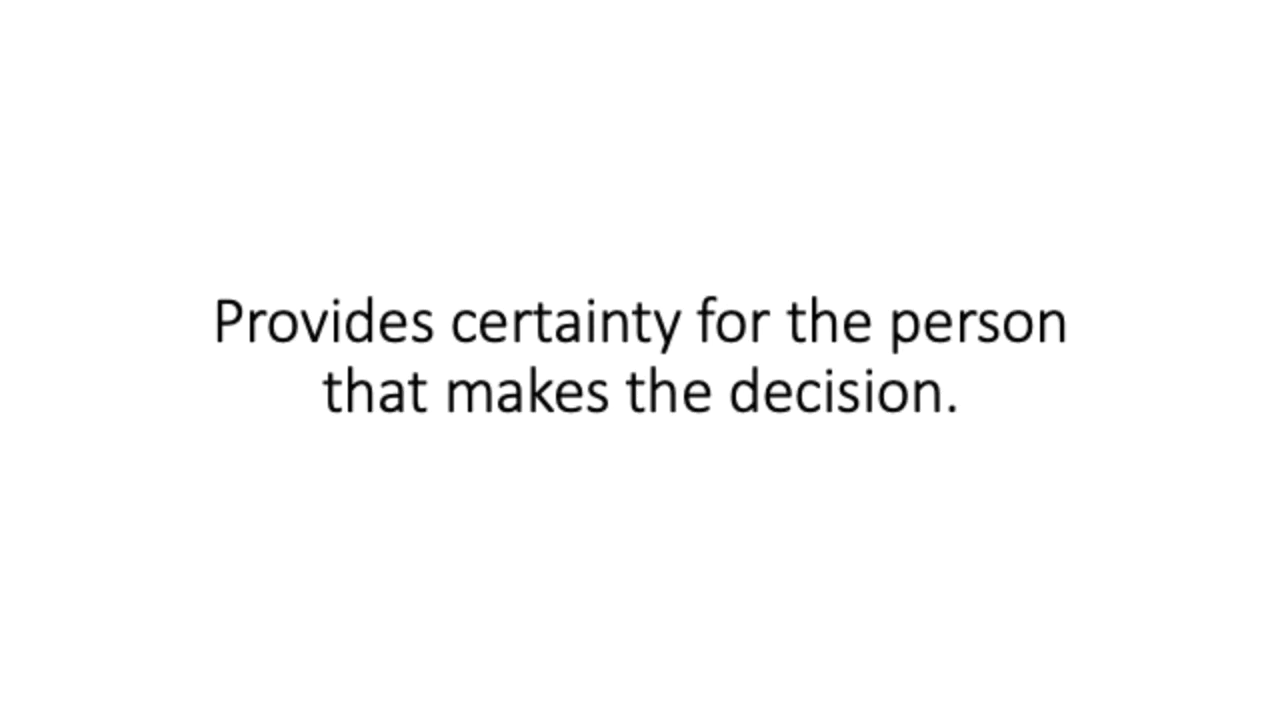 Provides certainty for the person
that makes the decision.